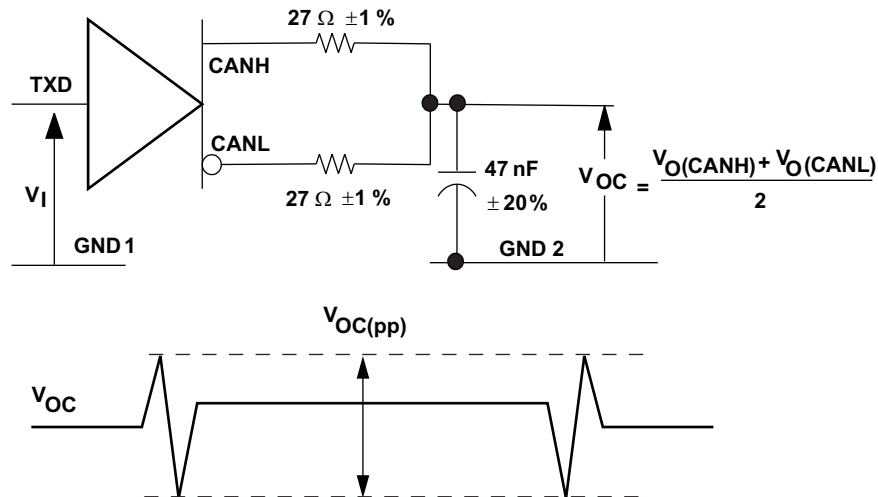 27 Ω ±1 %
CANH
TXD
CANL
27 Ω ±1 %
V_I
GND 1
47 nF
±20%
GND 2
V_OC = (V_O(CANH) + V_O(CANL)) / 2
V_OC(pp)
V_OC